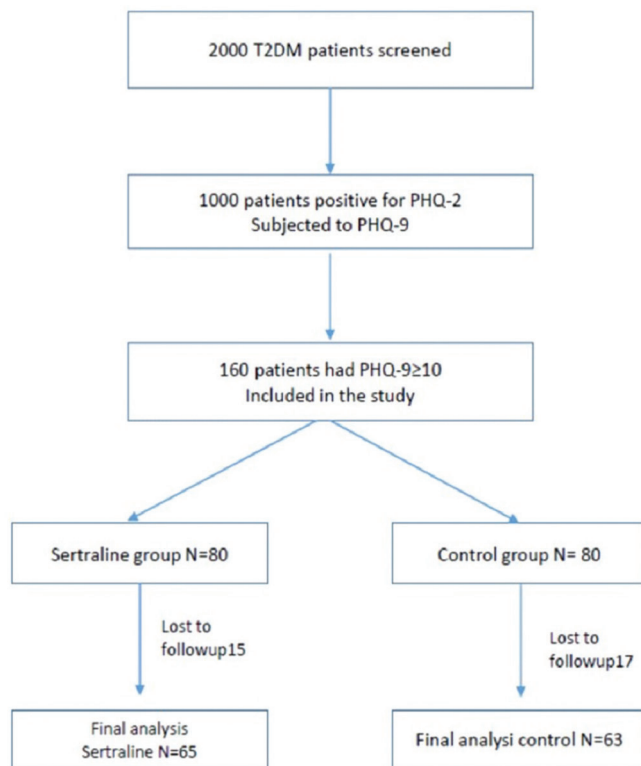 2000 T2DM patients screened
1000 patients positive for PHQ-2
Subjected to PHQ-9
160 patients had PHQ-9≥10
Included in the study
Sertraline group N=80
Control group N= 80
Lost to
followup15
Lost to
followup17
Final analysis
Sertraline N=65
Final analysi control N=63